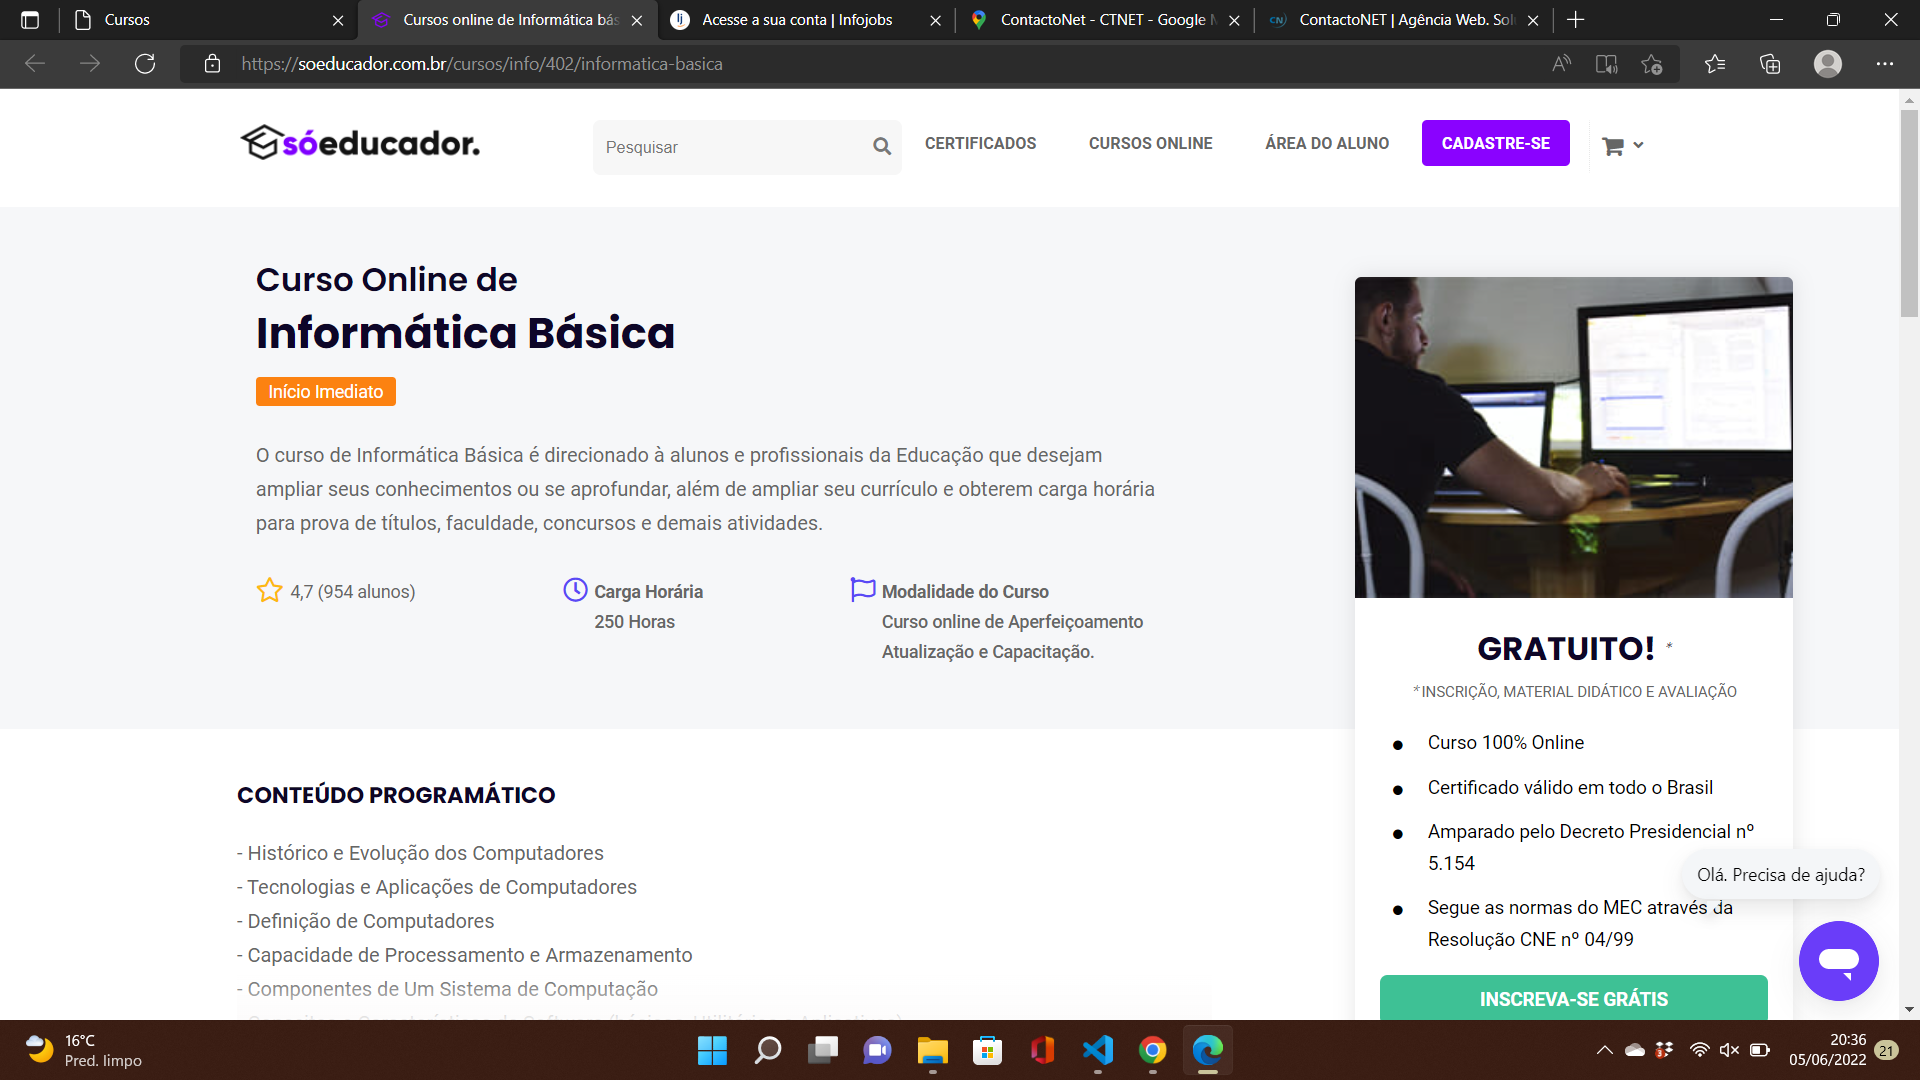 Cursos
Cursos online de Informática bás
Acesse a sua conta | Infojobs
ContactoNet - CTNET - Google M
ContactoNET | Agência Web. Solu
https://soeducador.com.br/cursos/info/402/informatica-basica
sóeducador.
Pesquisar
CERTIFICADOS
CURSOS ONLINE
ÁREA DO ALUNO
CADASTRE-SE
Curso Online de
Informática Básica
Início Imediato
O curso de Informática Básica é direcionado à alunos e profissionais da Educação que desejam
ampliar seus conhecimentos ou se aprofundar, além de ampliar seu currículo e obterem carga horária
para prova de títulos, faculdade, concursos e demais atividades.
4,7 (954 alunos)
Carga Horária
250 Horas
Modalidade do Curso
Curso online de Aperfeiçoamento
Atualização e Capacitação.
GRATUITO! *
*INSCRIÇÃO, MATERIAL DIDÁTICO E AVALIAÇÃO
● Curso 100% Online
● Certificado válido em todo o Brasil
● Amparado pelo Decreto Presidencial nº
5.154
● Segue as normas do MEC através da
Resolução CNE nº 04/99
INSCREVA-SE GRÁTIS
Olá. Precisa de ajuda?
CONTEÚDO PROGRAMÁTICO
- Histórico e Evolução dos Computadores
- Tecnologias e Aplicações de Computadores
- Definição de Computadores
- Capacidade de Processamento e Armazenamento
- Componentes de Um Sistema de Computação
16°C
Pred. limpo
20:36
05/06/2022
21